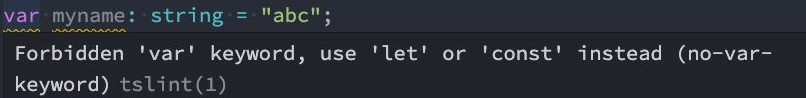 var myname: string = "abc";
Forbidden 'var' keyword, use 'let' or 'const' instead (no-var-
keyword) tslint(1)